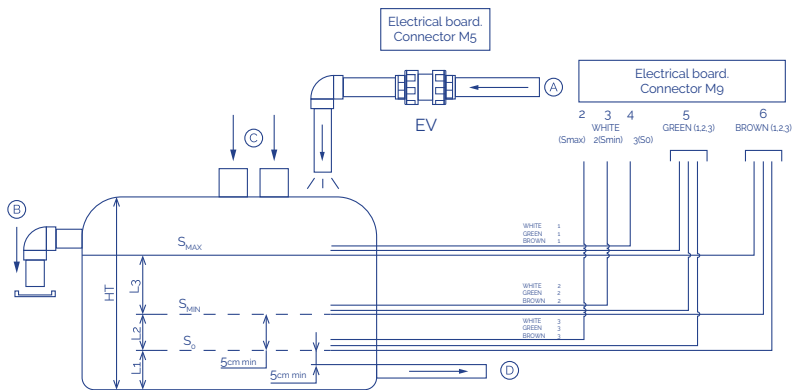 Electrical board.
Connector M5
A
EV
Electrical board.
Connector M9
2 3 4 5 6
WHITE GREEN (1,2,3) BROWN (1,2,3)
(Smax) 2(Smin) 3(S0)
C
B
WHITE 1
GREEN 1
BROWN 1
SMAX
HT
L3
WHITE 2
GREEN 2
BROWN 2
SMIN
L2
WHITE 3
GREEN 3
BROWN 3
S0
L1
5cm min
5cm min
D